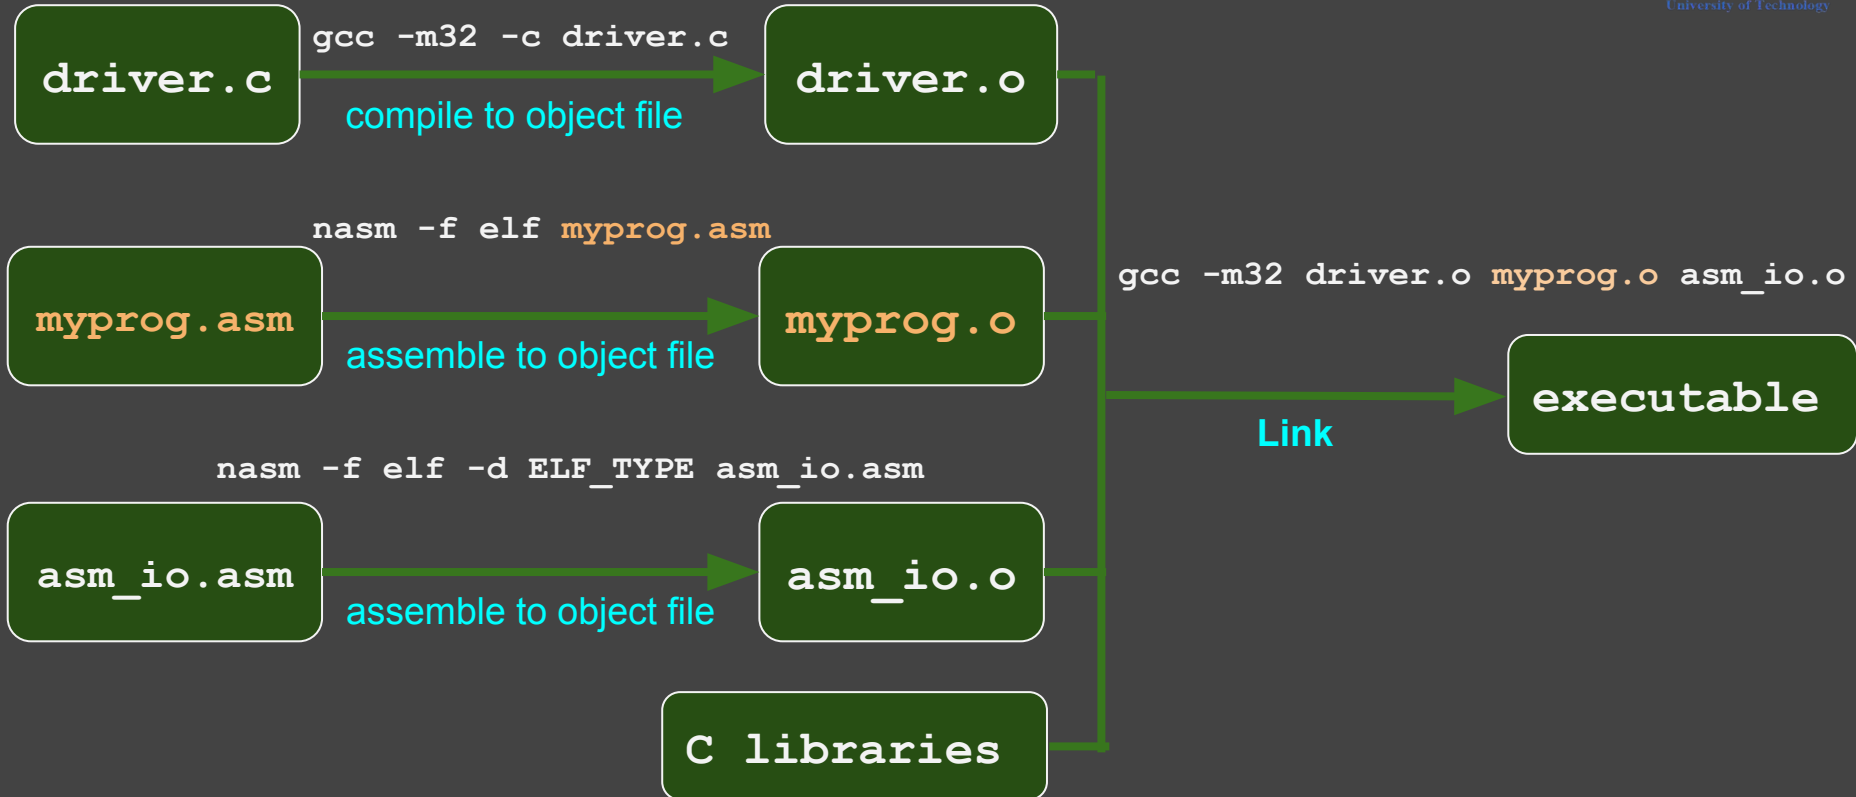 University of Technology
gcc -m32 -c driver.c
driver.c
driver.o
compile to object file
nasm -f elf myprog.asm
myprog.asm
myprog.o
assemble to object file
gcc -m32 driver.o myprog.o asm_io.o
executable
Link
nasm -f elf -d ELF_TYPE asm_io.asm
asm_io.asm
asm_io.o
assemble to object file
C libraries